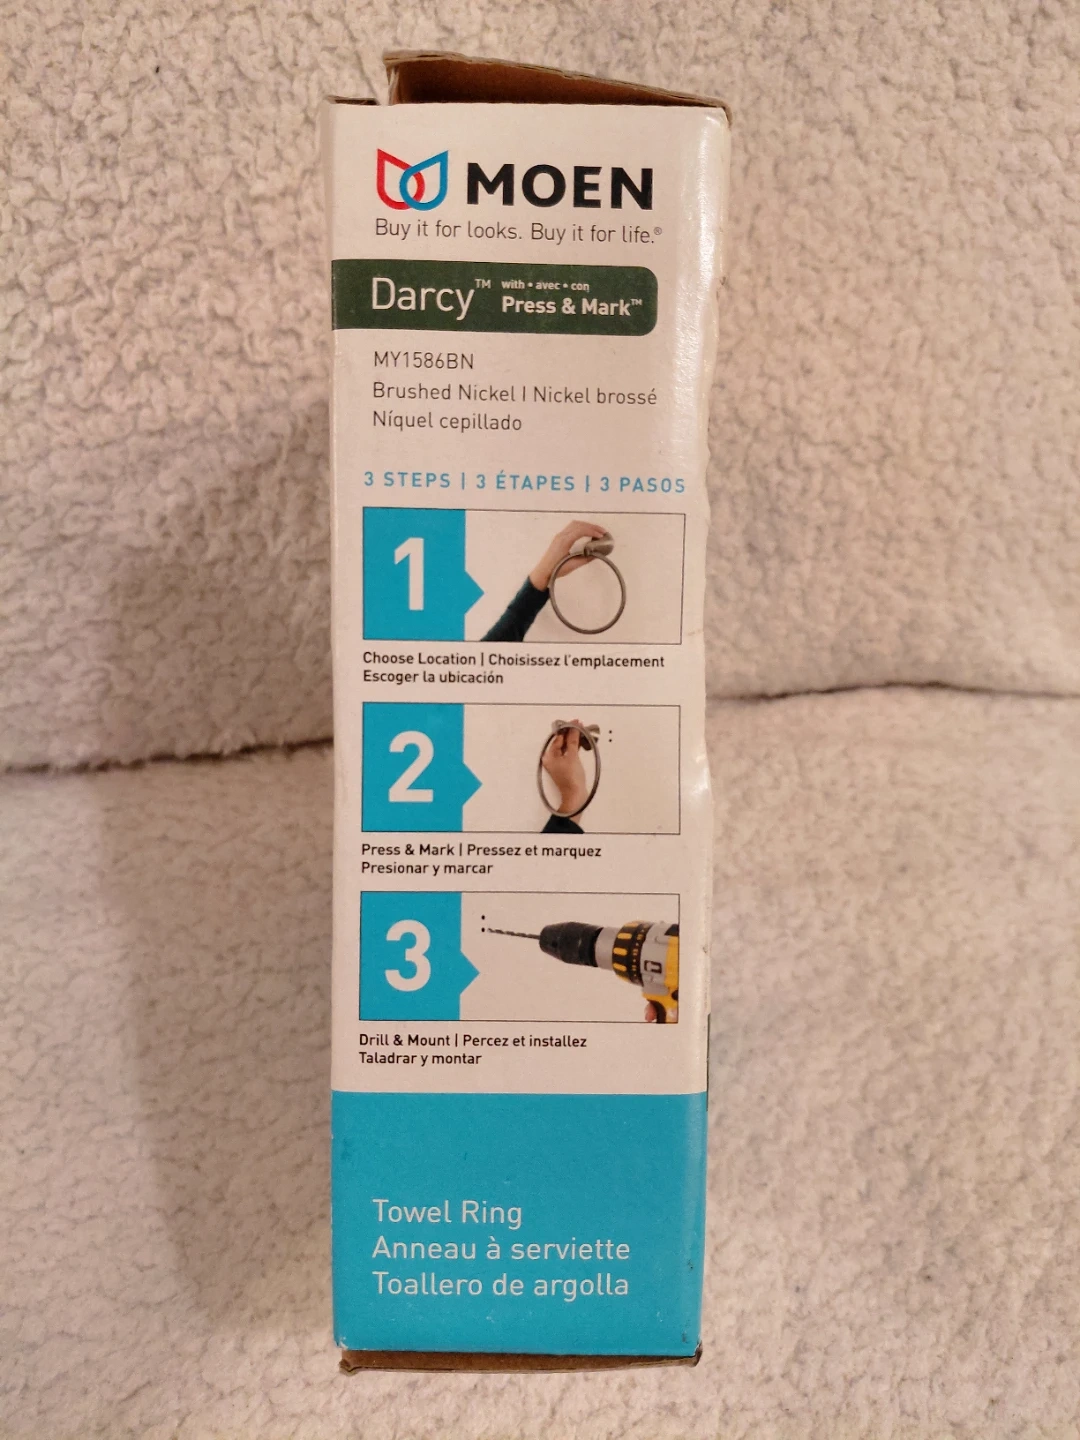 MOEN
Buy it for looks. Buy it for life.®
Darcy™ with • avec • con
Press & Mark™
MY1586BN
Brushed Nickel | Nickel brossé
Níquel cepillado
3 STEPS | 3 ÉTAPES | 3 PASOS
1
Choose Location | Choisissez l'emplacement
Escoger la ubicación
2
Press & Mark | Pressez et marquez
Presionar y marcar
3
Drill & Mount | Percez et installez
Taladrar y montar
Towel Ring
Anneau à serviette
Toallero de argolla